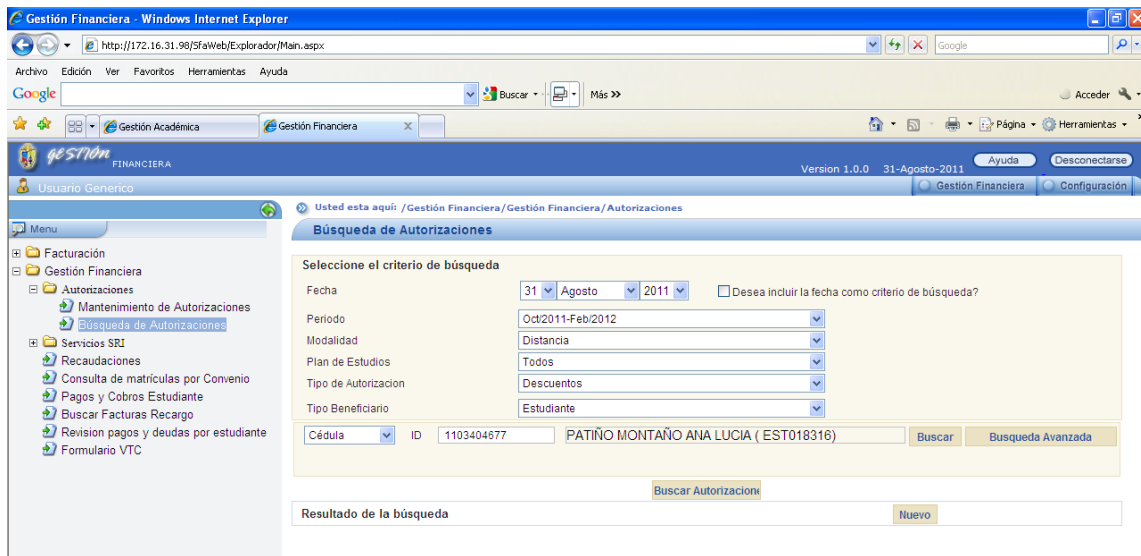 Gestión Financiera - Windows Internet Explorer
http://172.16.31.98/SfaWeb/Explorador/Main.aspx
Google
Archivo Edición Ver Favoritos Herramientas Ayuda
Google Buscar Más >> Acceder
Gestión Académica Gestión Financiera Página Herramientas
gestión FINANCIERA Version 1.0.0 31-Agosto-2011 Ayuda Desconectarse
Usuario Generico Gestión Financiera Configuración
Usted esta aquí: /Gestión Financiera/Gestión Financiera/Autorizaciones
Menu
Búsqueda de Autorizaciones
Facturación
Gestión Financiera
Autorizaciones
Mantenimiento de Autorizaciones
Búsqueda de Autorizaciones
Servicios SRI
Recaudaciones
Consulta de matrículas por Convenio
Pagos y Cobros Estudiante
Buscar Facturas Recargo
Revision pagos y deudas por estudiante
Formulario VTC
Seleccione el criterio de búsqueda
Fecha 31 Agosto 2011 Desea incluir la fecha como criterio de búsqueda?
Periodo Oct/2011-Feb/2012
Modalidad Distancia
Plan de Estudios Todos
Tipo de Autorizacion Descuentos
Tipo Beneficiario Estudiante
Cédula ID 1103404677 PATIÑO MONTAÑO ANA LUCIA ( EST018316) Buscar Busqueda Avanzada
Buscar Autorizacione
Resultado de la búsqueda Nuevo